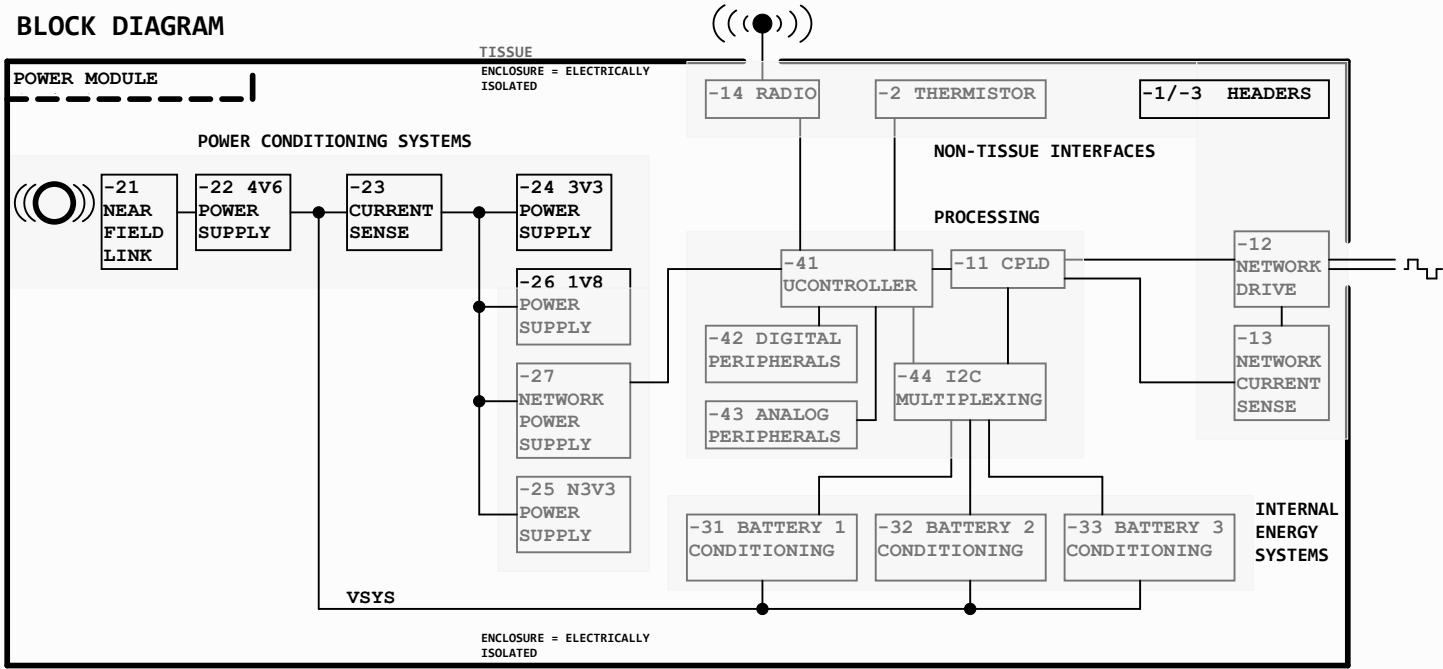 BLOCK DIAGRAM
TISSUE
ENCLOSURE = ELECTRICALLY
ISOLATED
POWER MODULE
-14 RADIO
-2 THERMISTOR
-1/-3 HEADERS
POWER CONDITIONING SYSTEMS
NON-TISSUE INTERFACES
-21
NEAR
FIELD
LINK
-22 4V6
POWER
SUPPLY
-23
CURRENT
SENSE
-24 3V3
POWER
SUPPLY
PROCESSING
-41
UCONTROLLER
-11 CPLD
-12
NETWORK
DRIVE
-26 1V8
POWER
SUPPLY
-42 DIGITAL
PERIPHERALS
-13
NETWORK
CURRENT
SENSE
-27
NETWORK
POWER
SUPPLY
-44 I2C
MULTIPLEXING
-43 ANALOG
PERIPHERALS
-25 N3V3
POWER
SUPPLY
-31 BATTERY 1
CONDITIONING
-32 BATTERY 2
CONDITIONING
-33 BATTERY 3
CONDITIONING
INTERNAL
ENERGY
SYSTEMS
VSYS
ENCLOSURE = ELECTRICALLY
ISOLATED